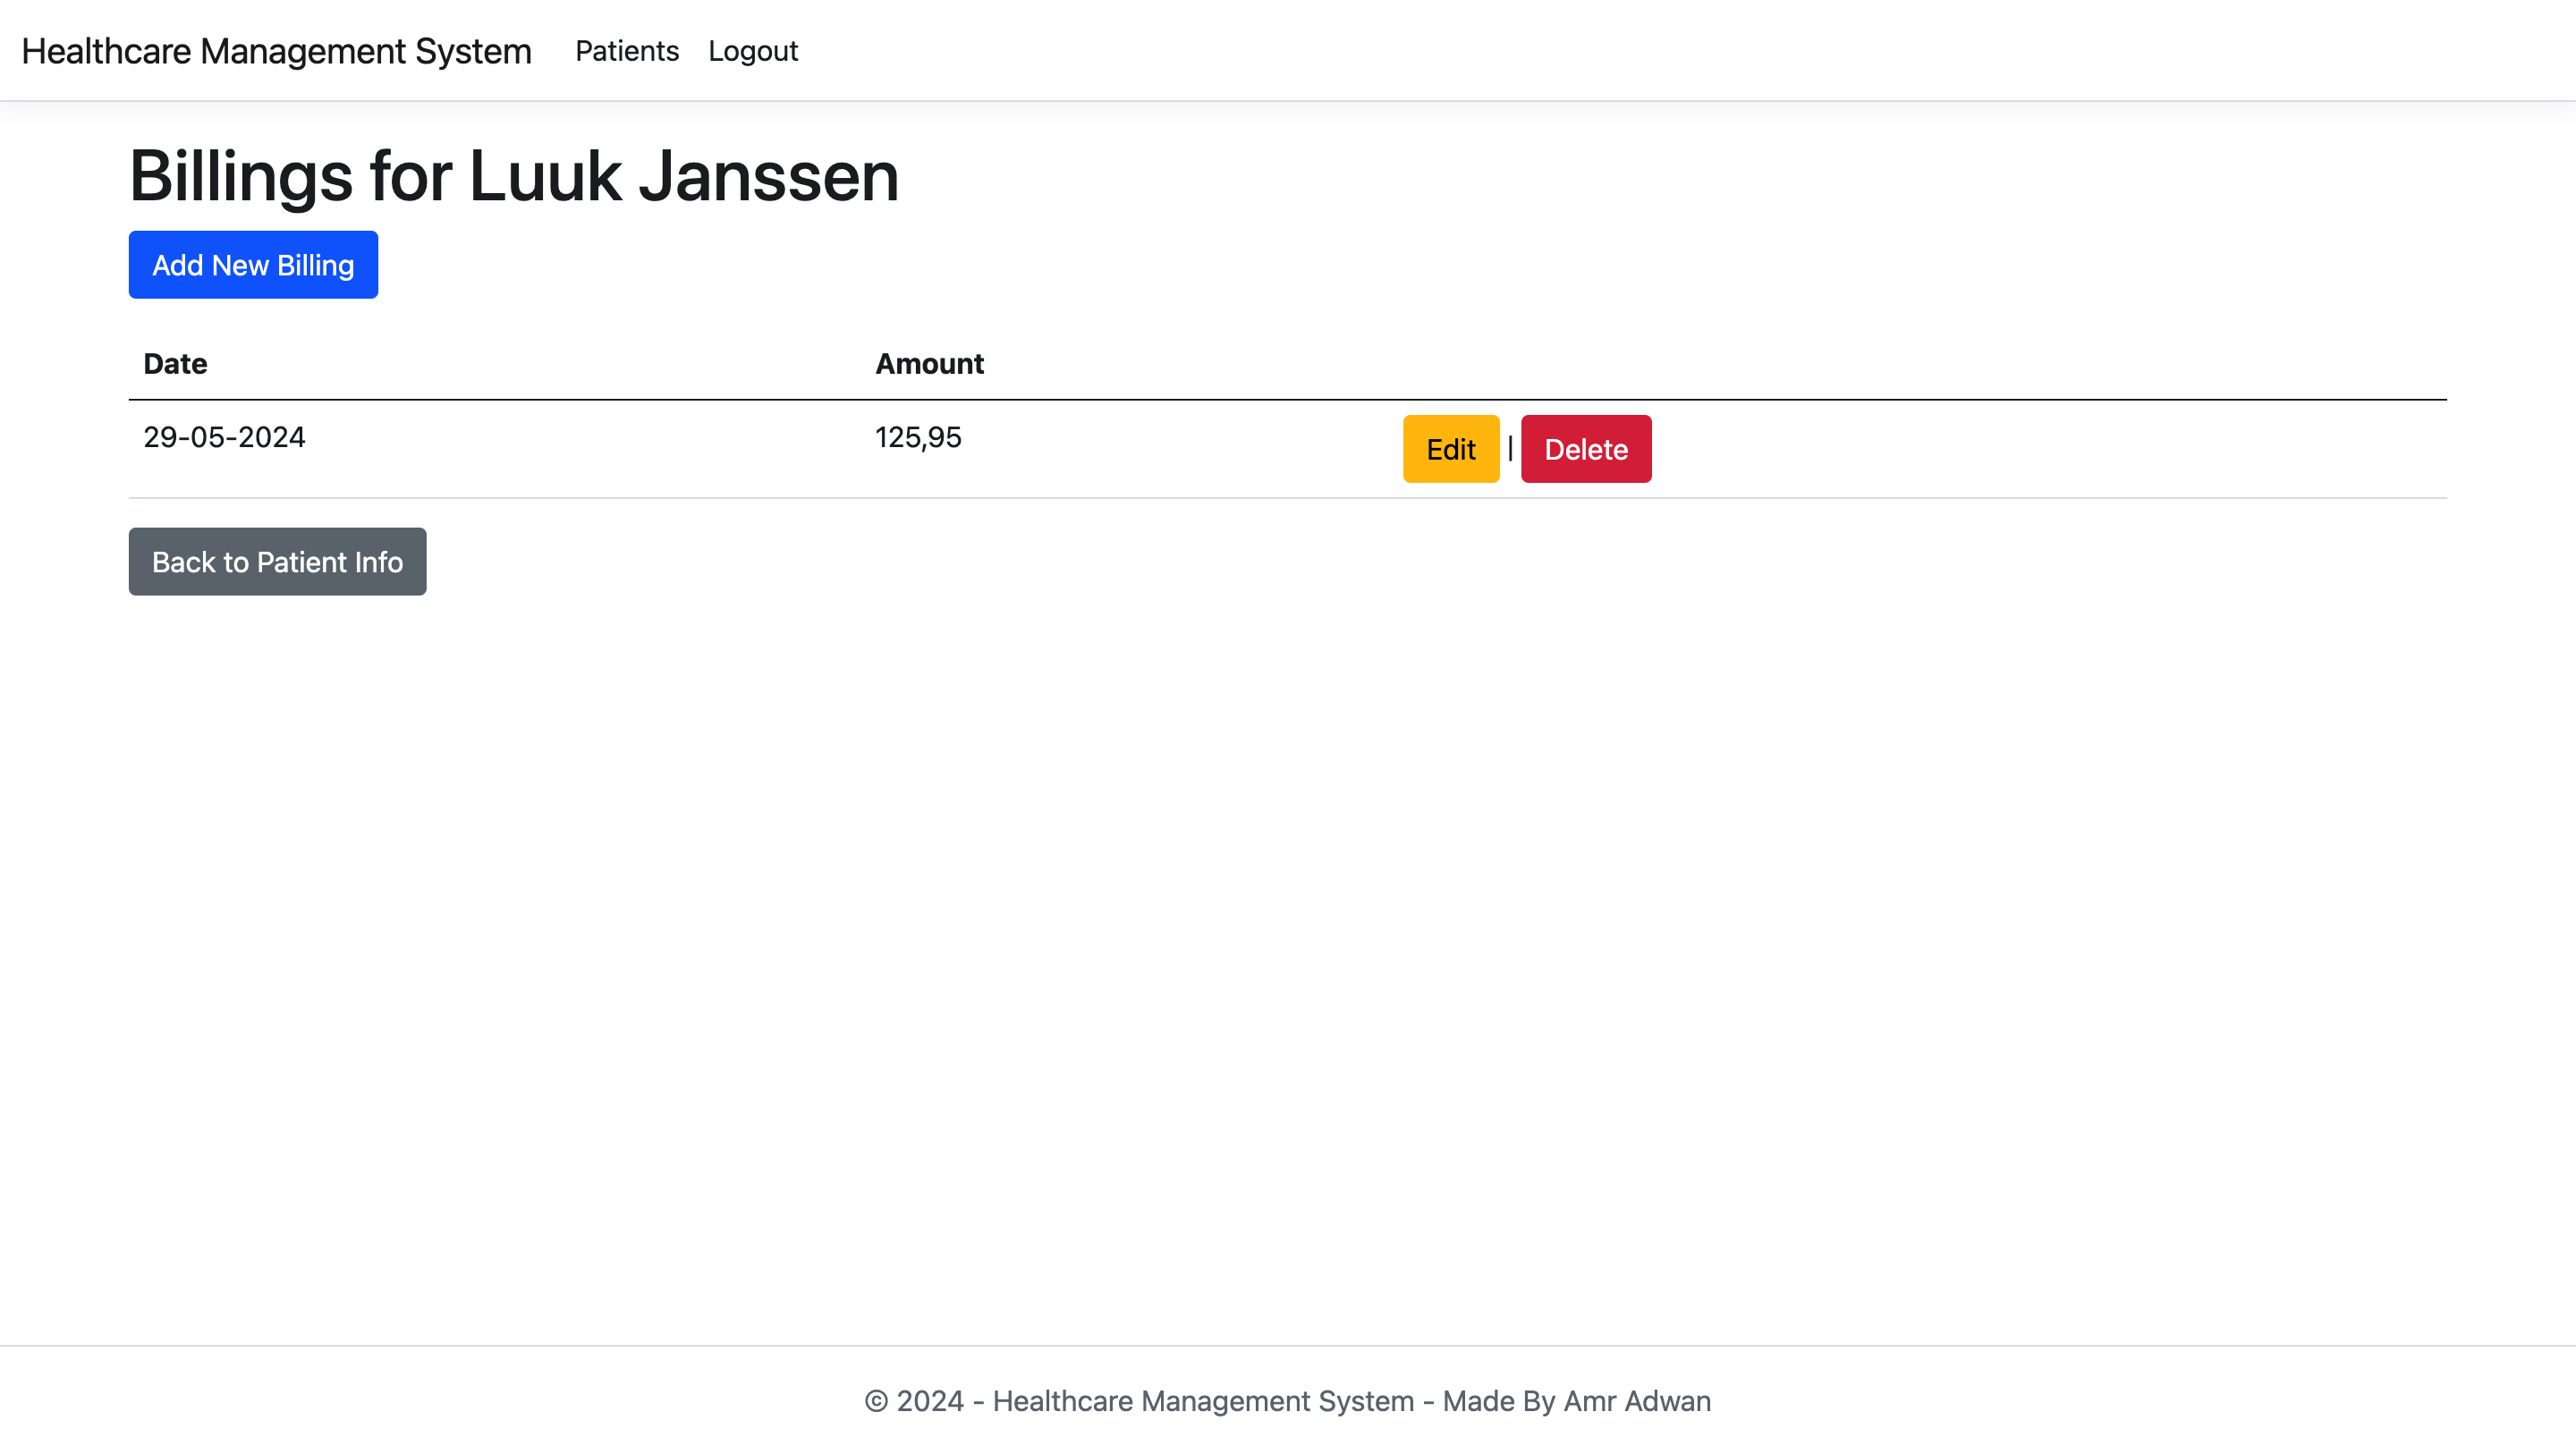 Healthcare Management System Patients Logout
Billings for Luuk Janssen
Add New Billing
Date Amount
29-05-2024 125,95 Edit | Delete
Back to Patient Info
© 2024 - Healthcare Management System - Made By Amr Adwan